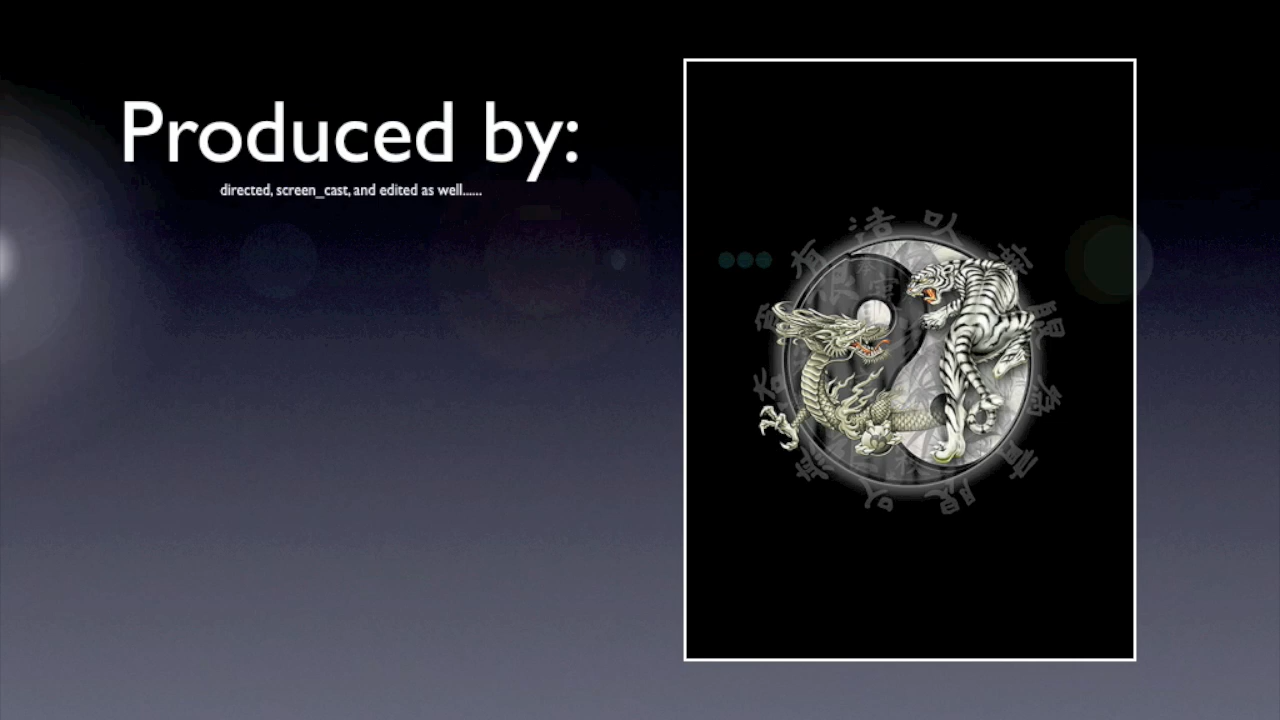 Produced by:
directed, screen_cast, and edited as well......